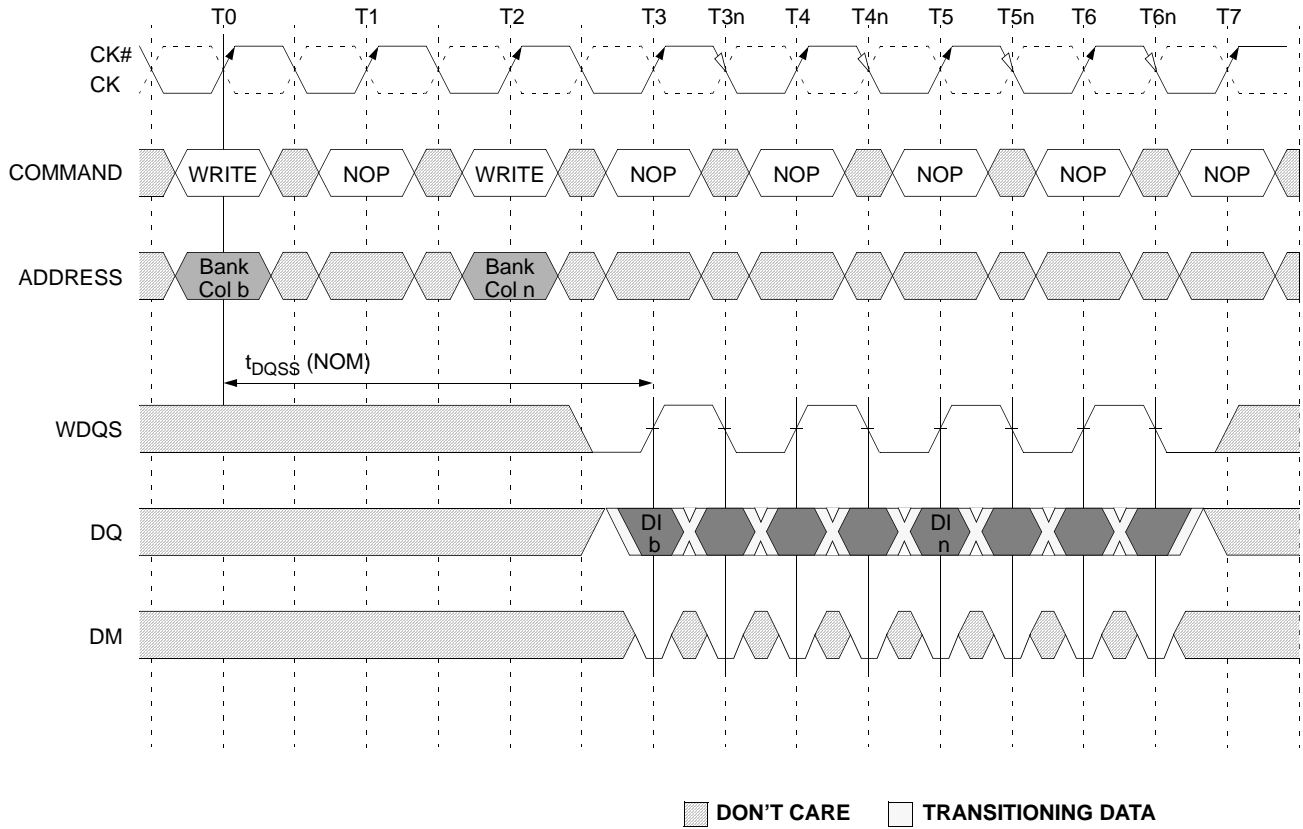 T0 T1 T2 T3 T3n T4 T4n T5 T5n T6 T6n T7
CK#
CK
COMMAND WRITE NOP WRITE NOP NOP NOP NOP NOP
ADDRESS Bank Col b Bank Col n
tDQSS (NOM)
WDQS
DQ DI b DI n
DM
DON'T CARE TRANSITIONING DATA